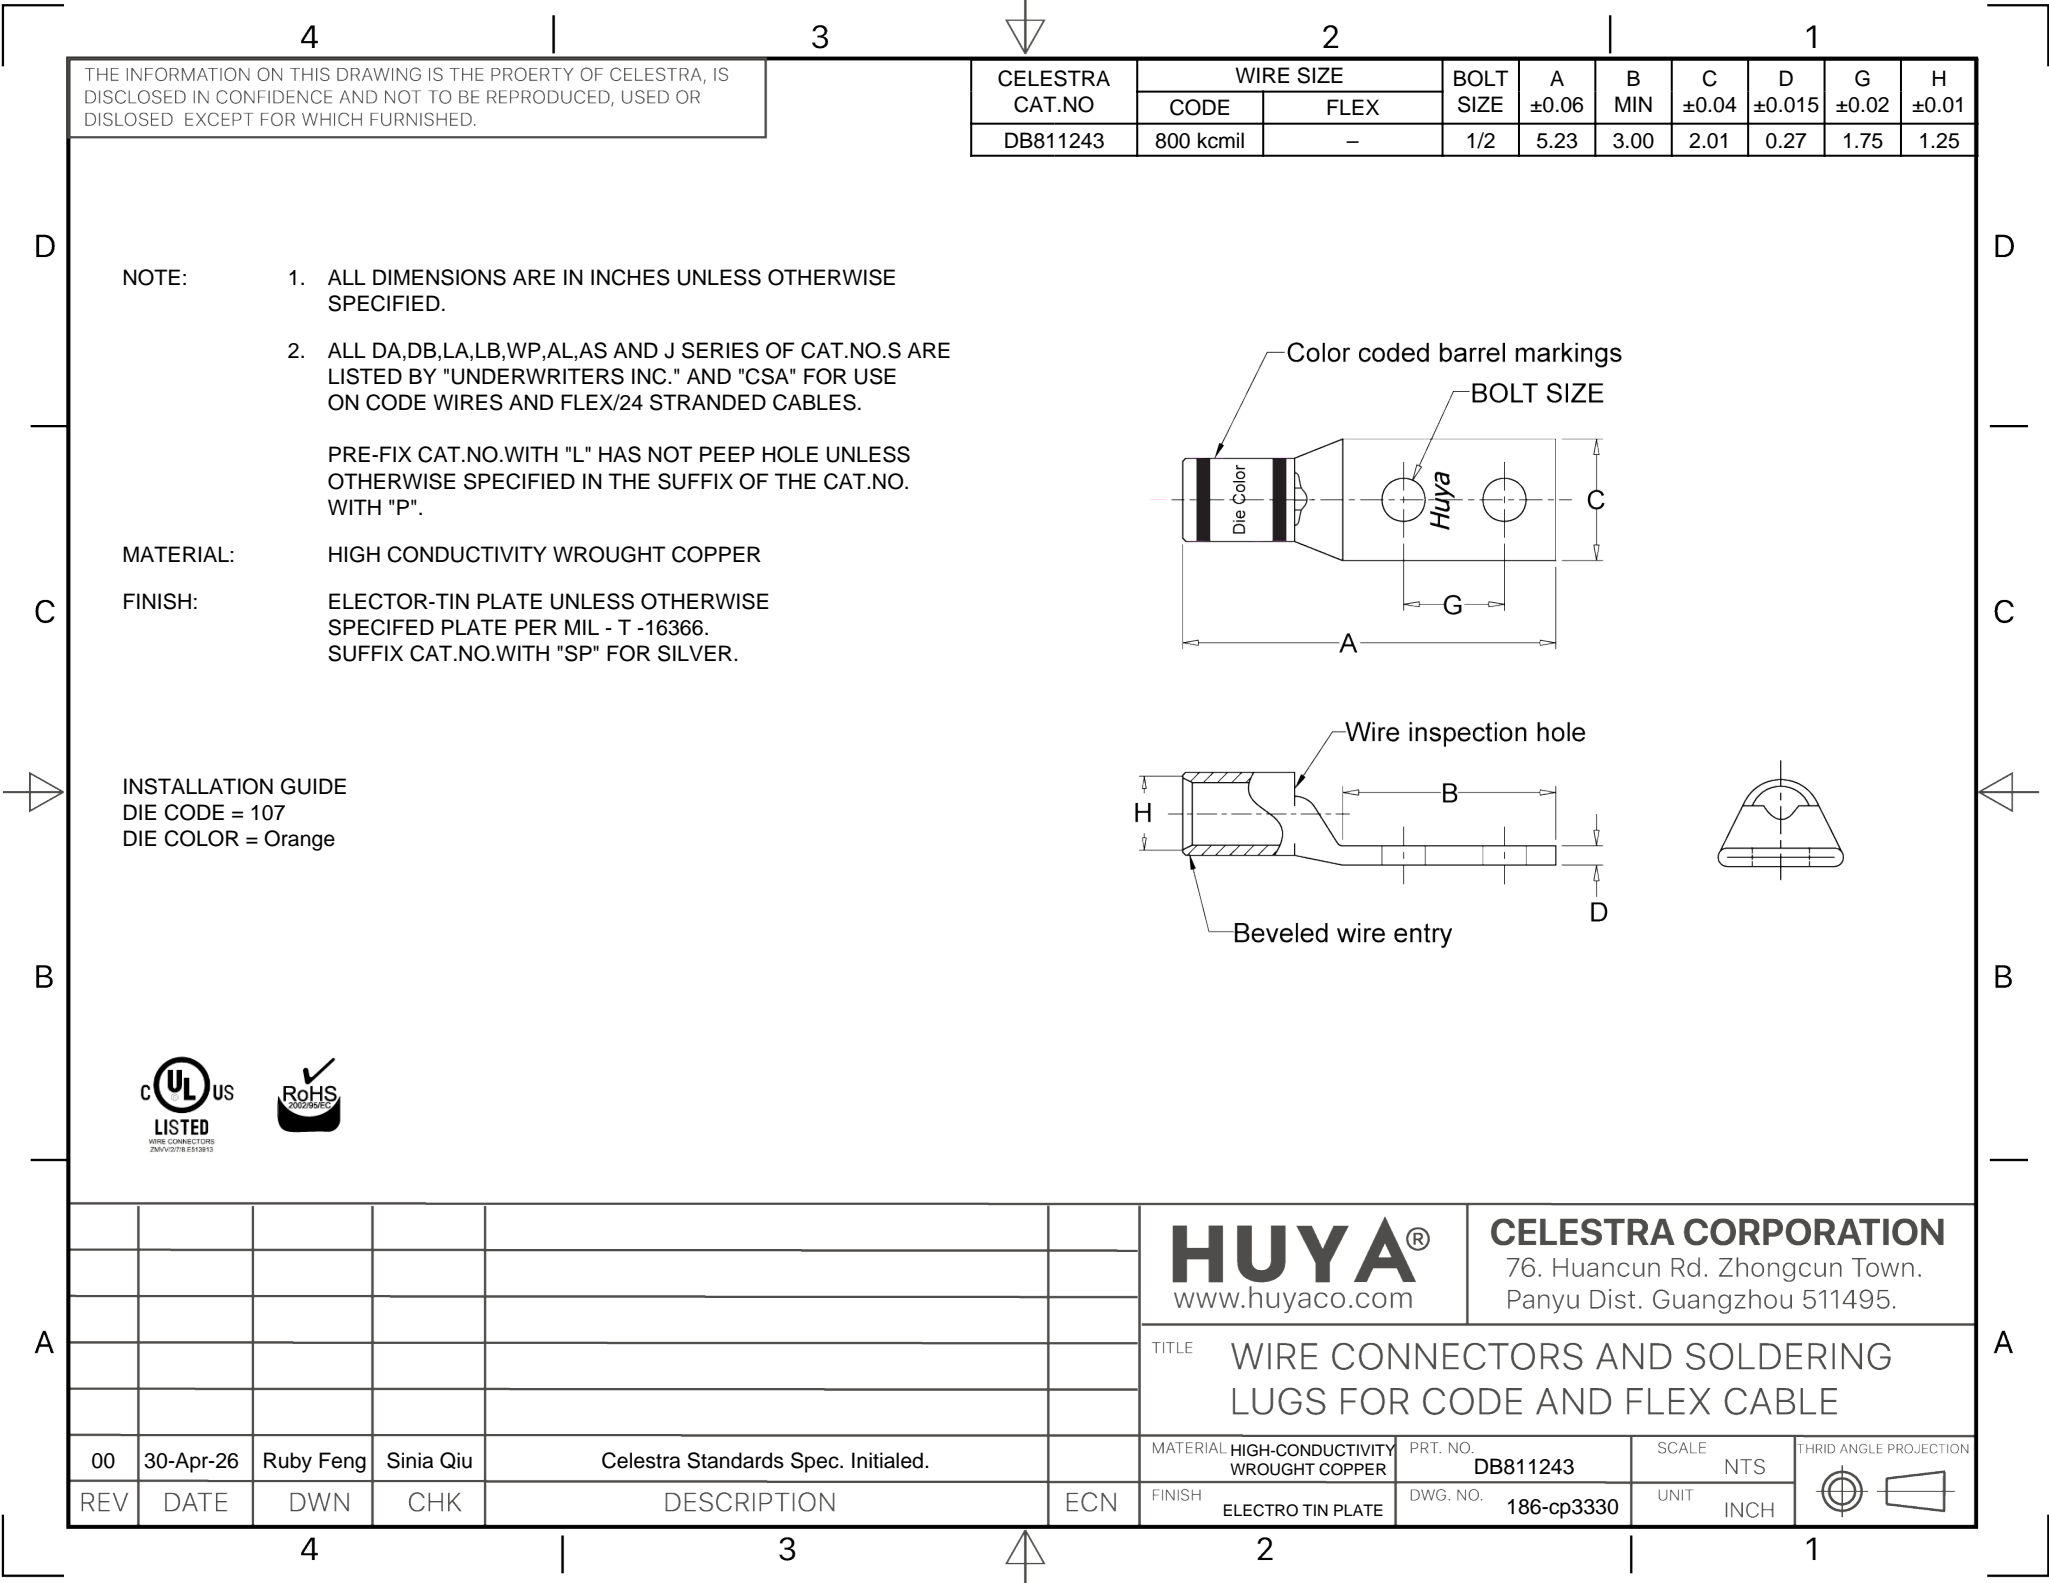 4 3 2 1
THE INFORMATION ON THIS DRAWING IS THE PROERTY OF CELESTRA, IS
DISCLOSED IN CONFIDENCE AND NOT TO BE REPRODUCED, USED OR
DISLOSED EXCEPT FOR WHICH FURNISHED.
CELESTRA CAT.NO WIRE SIZE BOLT SIZE A ±0.06 B MIN C ±0.04 D ±0.015 G ±0.02 H ±0.01
CODE FLEX
DB811243 800 kcmil – 1/2 5.23 3.00 2.01 0.27 1.75 1.25
D D
NOTE: 1. ALL DIMENSIONS ARE IN INCHES UNLESS OTHERWISE
SPECIFIED.
2. ALL DA,DB,LA,LB,WP,AL,AS AND J SERIES OF CAT.NO.S ARE
LISTED BY "UNDERWRITERS INC." AND "CSA" FOR USE
ON CODE WIRES AND FLEX/24 STRANDED CABLES.
PRE-FIX CAT.NO.WITH "L" HAS NOT PEEP HOLE UNLESS
OTHERWISE SPECIFIED IN THE SUFFIX OF THE CAT.NO.
WITH "P".
MATERIAL: HIGH CONDUCTIVITY WROUGHT COPPER
FINISH: ELECTOR-TIN PLATE UNLESS OTHERWISE
SPECIFED PLATE PER MIL - T -16366.
SUFFIX CAT.NO.WITH "SP" FOR SILVER.
C C
Color coded barrel markings
BOLT SIZE
Die Color
Huya
C
G
A
INSTALLATION GUIDE
DIE CODE = 107
DIE COLOR = Orange
Wire inspection hole
H
B
D
Beveled wire entry
B B
C UL US
®
LISTED
WIRE CONNECTORS
ZMVV/2/7/8.E513913
RoHS
2002/95/EC
A A
HUYA®
www.huyaco.com
CELESTRA CORPORATION
76. Huancun Rd. Zhongcun Town.
Panyu Dist. Guangzhou 511495.
TITLE WIRE CONNECTORS AND SOLDERING
LUGS FOR CODE AND FLEX CABLE
00 30-Apr-26 Ruby Feng Sinia Qiu Celestra Standards Spec. Initialed.
REV DATE DWN CHK DESCRIPTION ECN
MATERIAL HIGH-CONDUCTIVITY
WROUGHT COPPER
PRT. NO. DB811243
SCALE NTS
THRID ANGLE PROJECTION
FINISH ELECTRO TIN PLATE
DWG. NO. 186-cp3330
UNIT INCH
4 3 2 1